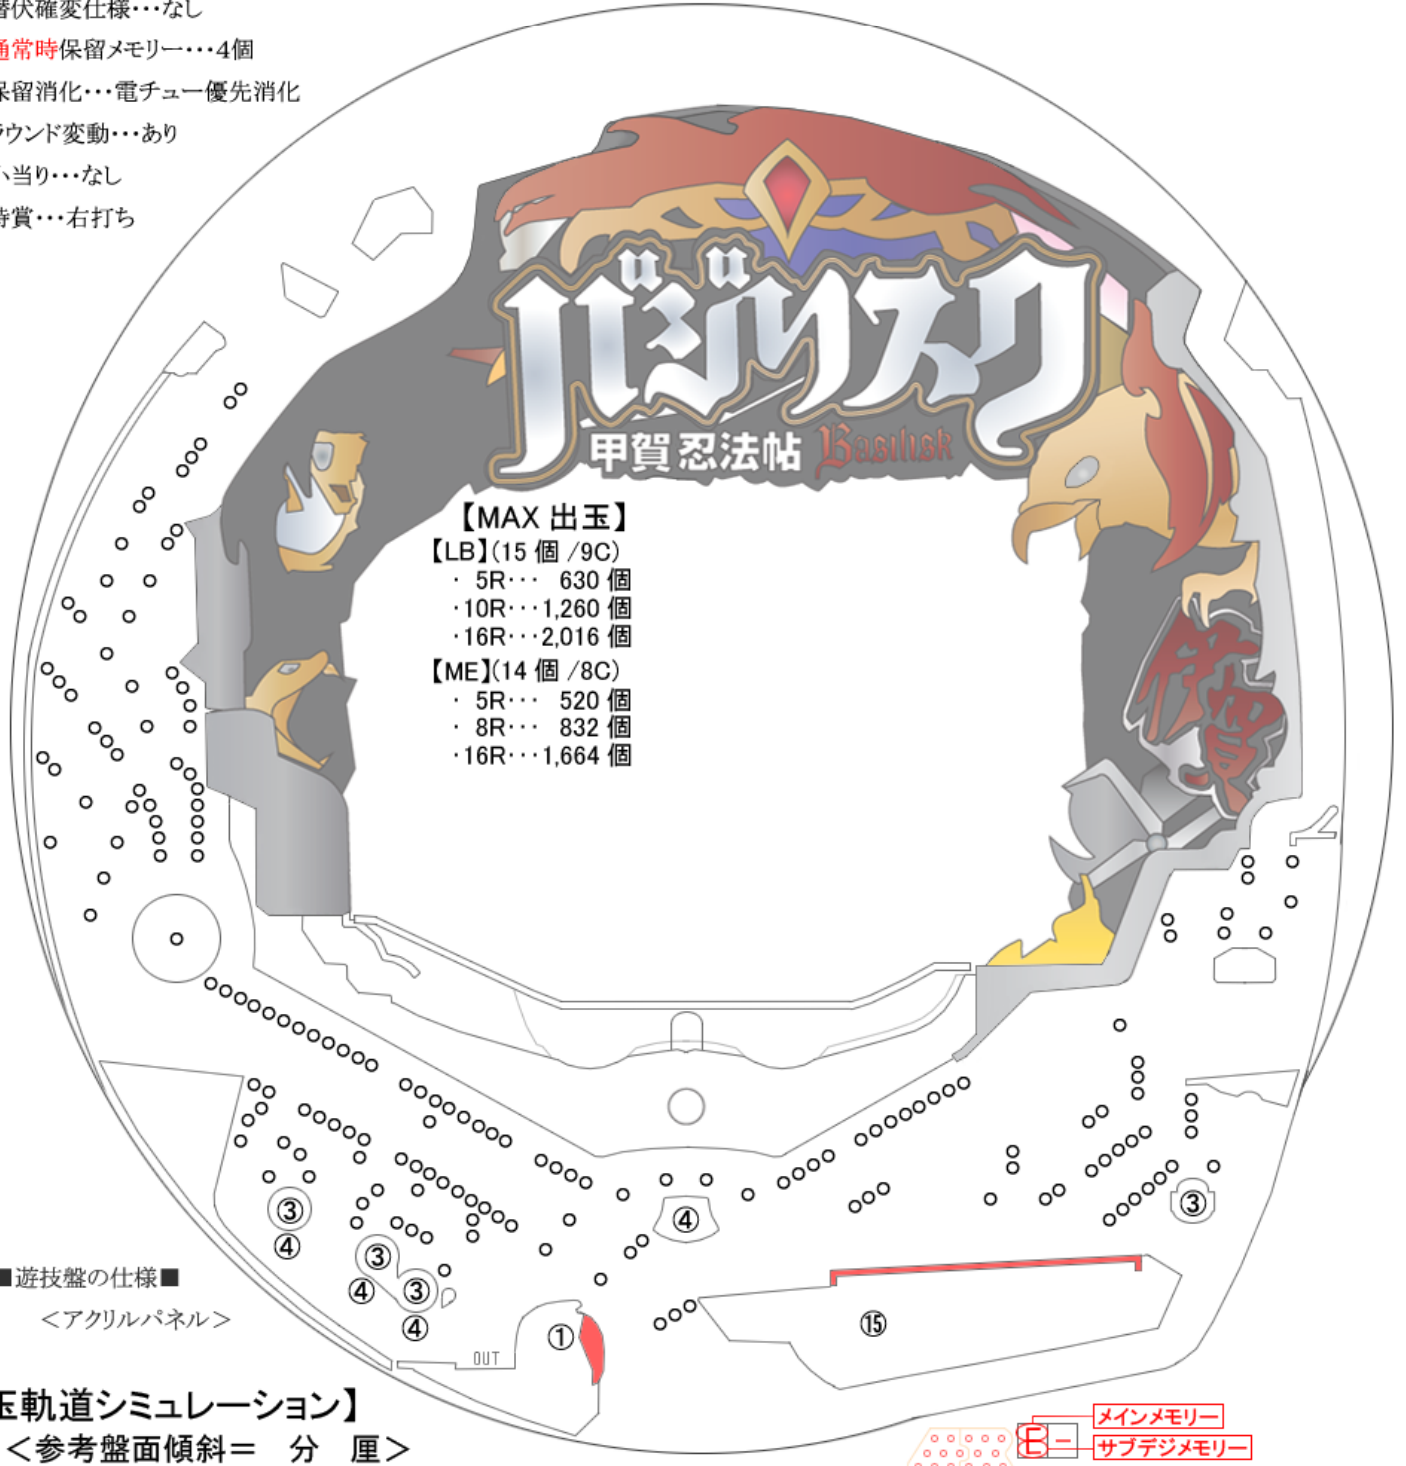 潜伏確変仕様･･･なし
通常時保留メモリー･･･4個
保留消化･･･電チュー優先消化
ラウンド変動･･･あり
小当り･･･なし
特賞･･･右打ち
バジリスク
甲賀忍法帖 Basilisk
【MAX 出玉】
【LB】(15 個 /9C)
・ 5R･･･ 630 個
・10R･･･1,260 個
・16R･･･2,016 個
【ME】(14 個 /8C)
・ 5R･･･ 520 個
・ 8R･･･ 832 個
・16R･･･1,664 個
伊賀
③
④
③
④
③
④
④
③
①
⑮
OUT
■遊技盤の仕様■
＜アクリルパネル＞
玉軌道シミュレーション】
＜参考盤面傾斜＝ 分 厘＞
E －
メインメモリー
サブデジメモリー